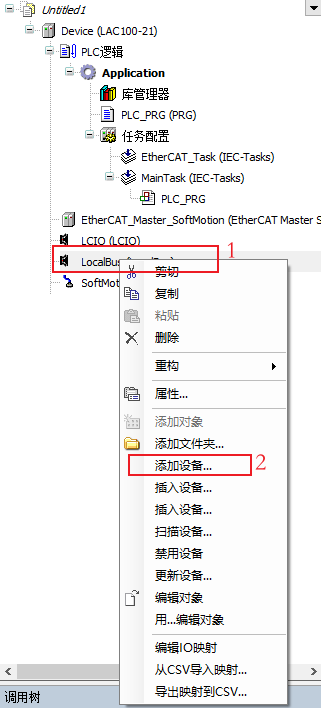 Untitled1
Device (LAC100-21)
PLC逻辑
Application
库管理器
PLC_PRG (PRG)
任务配置
EtherCAT_Task (IEC-Tasks)
MainTask (IEC-Tasks)
PLC_PRG
EtherCAT_Master_SoftMotion (EtherCAT Master S
LCIO (LCIO)
1
LocalBus
SoftMot
剪切
复制
粘贴
删除
重构
属性...
添加对象
添加文件夹...
添加设备...
2
插入设备...
插入设备...
扫描设备...
禁用设备
更新设备...
编辑对象
用...编辑对象
编辑IO映射
从CSV导入映射...
导出映射到CSV...
调用树